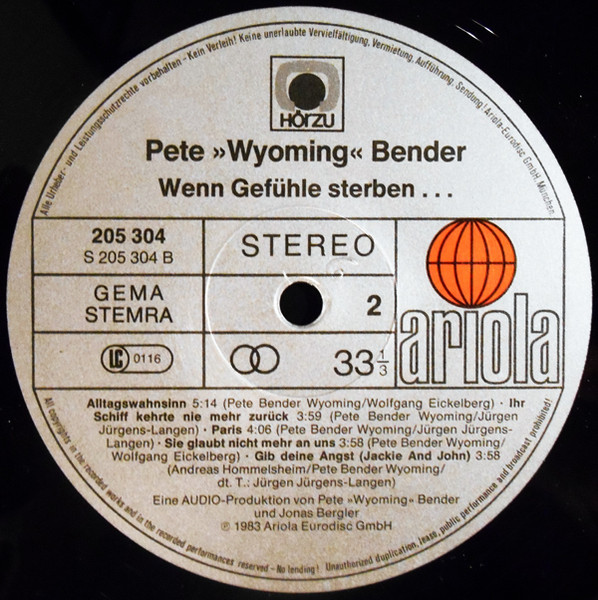 Alle Urheber- und Leistungsschutzrechte vorbehalten - Kein Verleih! Keine unerlaubte Vervielfältigung, Vermietung, Aufführung, Sendung! Ariola-Eurodisc GmbH, München
HÖRZU
Pete »Wyoming« Bender
Wenn Gefühle sterben . . .
205 304
S 205 304 B
STEREO
GEMA
STEMRA
2
LC 0116
33 1/3
ariola
Alltagswahnsinn 5:14 (Pete Bender Wyoming/Wolfgang Eickelberg) · Ihr
Schiff kehrte nie mehr zurück 3:59 (Pete Bender Wyoming/Jürgen
Jürgens-Langen) · Paris 4:06 (Pete Bender Wyoming/Jürgen Jürgens-
Langen) · Sie glaubt nicht mehr an uns 3:58 (Pete Bender Wyoming/
Wolfgang Eickelberg) · Gib deine Angst (Jackie And John) 3:58
(Andreas Hommelsheim/Pete Bender Wyoming/
dt. T.: Jürgen Jürgens-Langen)
Eine AUDIO-Produktion von Pete »Wyoming« Bender
und Jonas Bergler
℗ 1983 Ariola Eurodisc GmbH
All copyrights subsisting in the recorded works and in the recorded performances reserved - No lending! Unauthorized duplication, lease, public performance and broadcast prohibited!